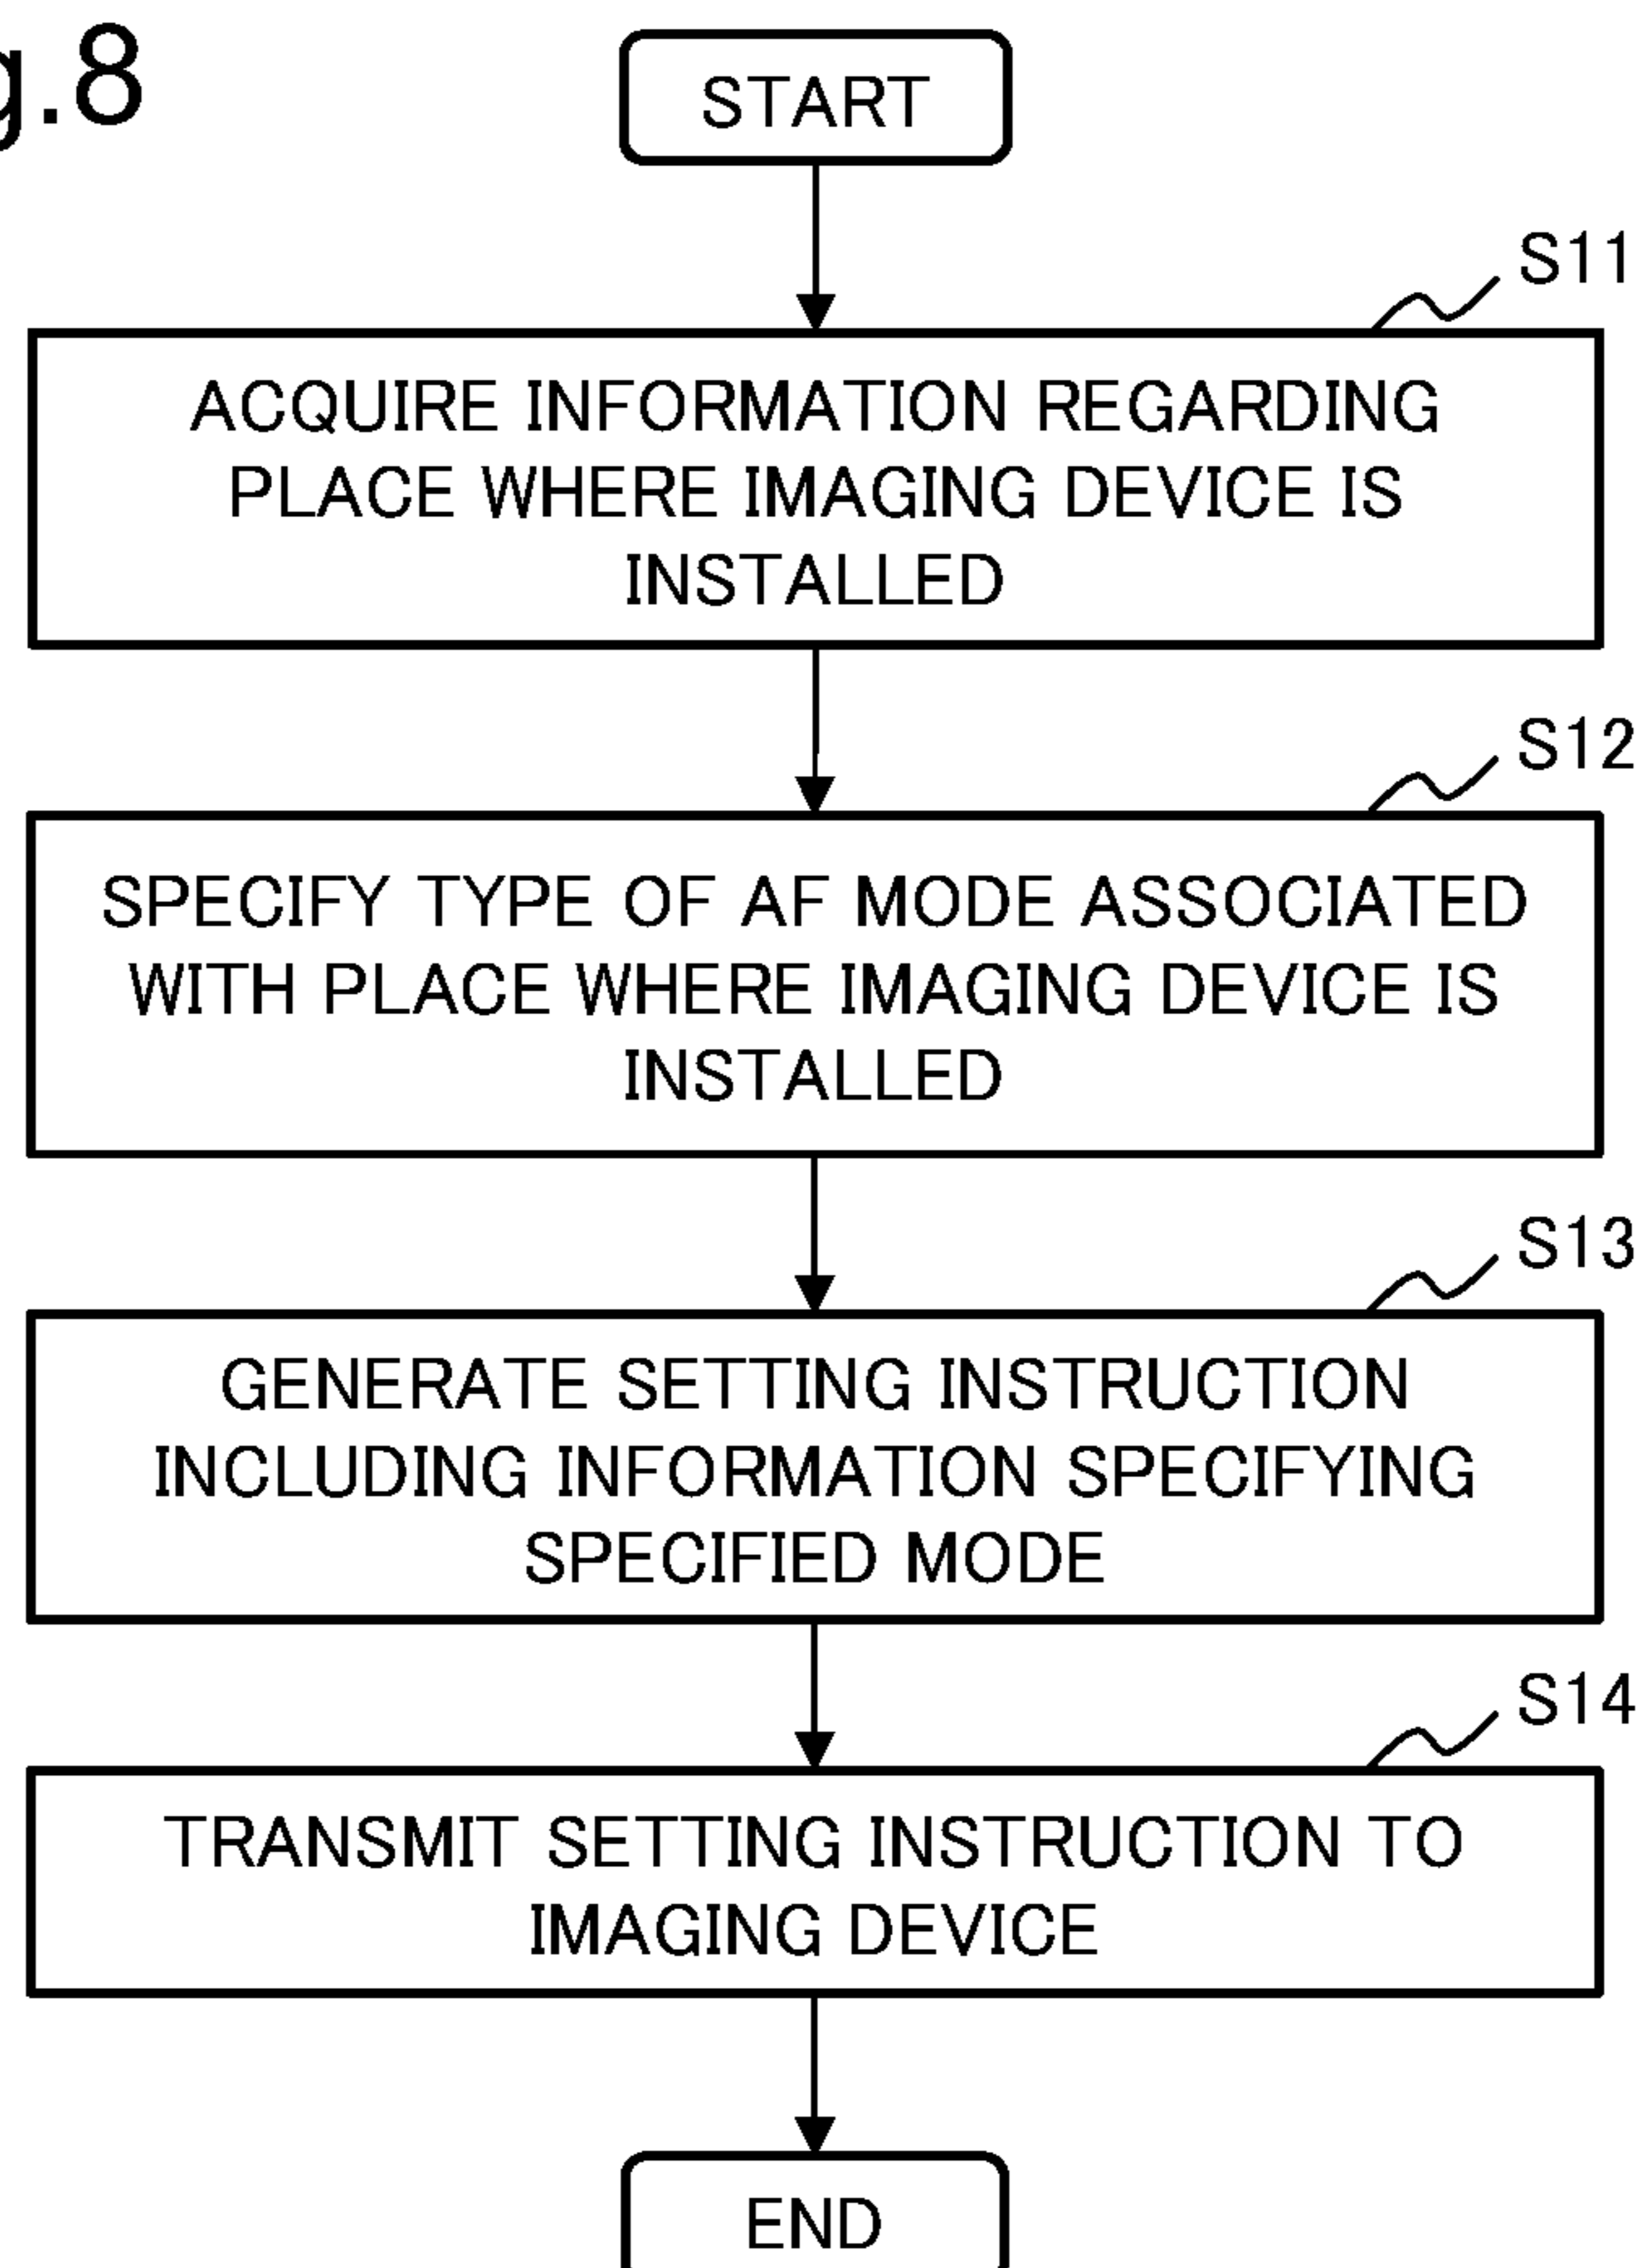 g.8
START
S11
ACQUIRE INFORMATION REGARDING
PLACE WHERE IMAGING DEVICE IS
INSTALLED
S12
SPECIFY TYPE OF AF MODE ASSOCIATED
WITH PLACE WHERE IMAGING DEVICE IS
INSTALLED
S13
GENERATE SETTING INSTRUCTION
INCLUDING INFORMATION SPECIFYING
SPECIFIED MODE
S14
TRANSMIT SETTING INSTRUCTION TO
IMAGING DEVICE
END